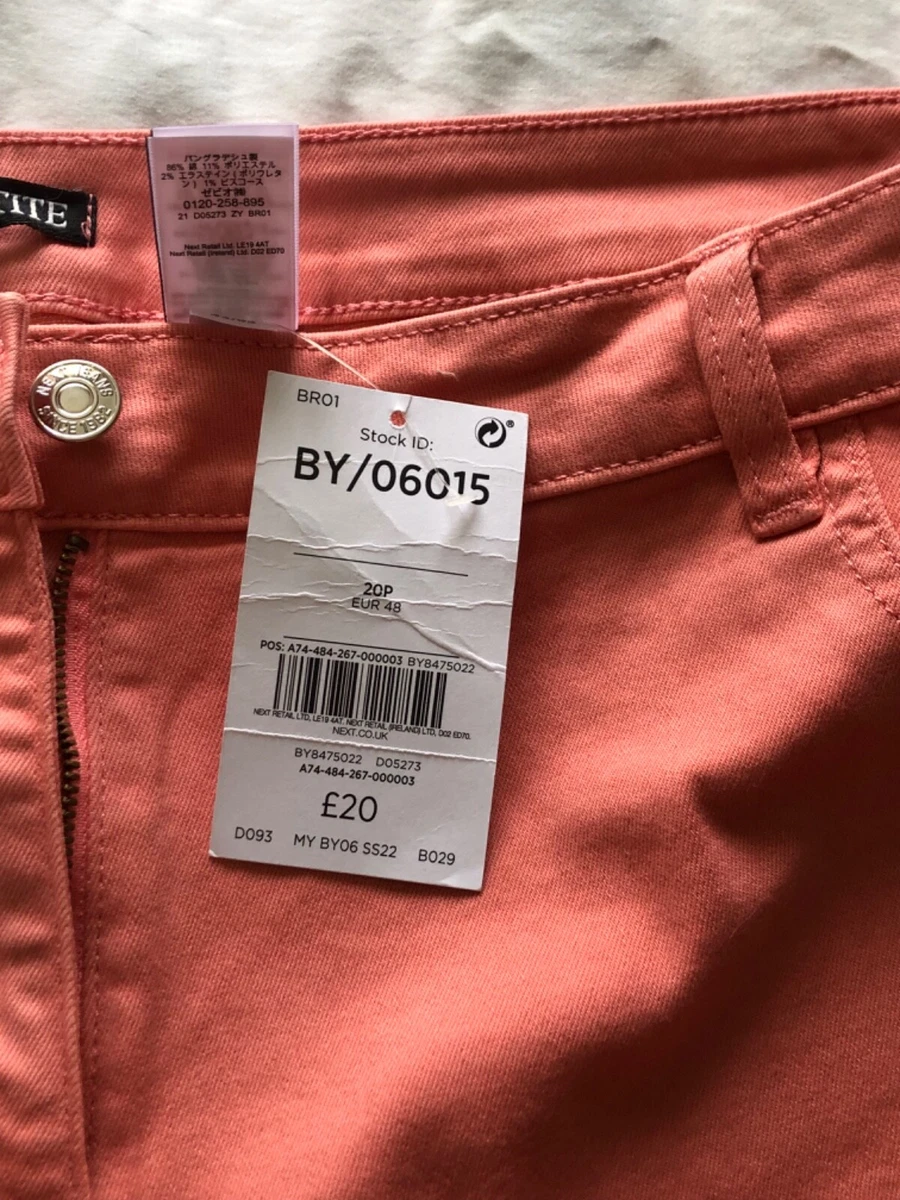 TITE
バングラデシュ製
86% 綿 11% ポリエステル
2% エラステイン (ポリウレタ
ン) 1% ビスコース
ゼビオ㈱
0120-258-895
21 D05273 ZY BR01
Next Retail Ltd. LE19 4AT
Next Retail (Ireland) Ltd. D02 ED70
NEXT JEANS
SINCE 1982
BR01
Stock ID:
BY/06015
20P
EUR 48
POS: A74-484-267-000003 BY8475022
NEXT RETAIL LTD, LE19 4AT. NEXT RETAIL (IRELAND) LTD, D02 ED70.
NEXT.CO.UK
BY8475022 D05273
A74-484-267-000003
£20
D093 MY BY06 SS22 B029